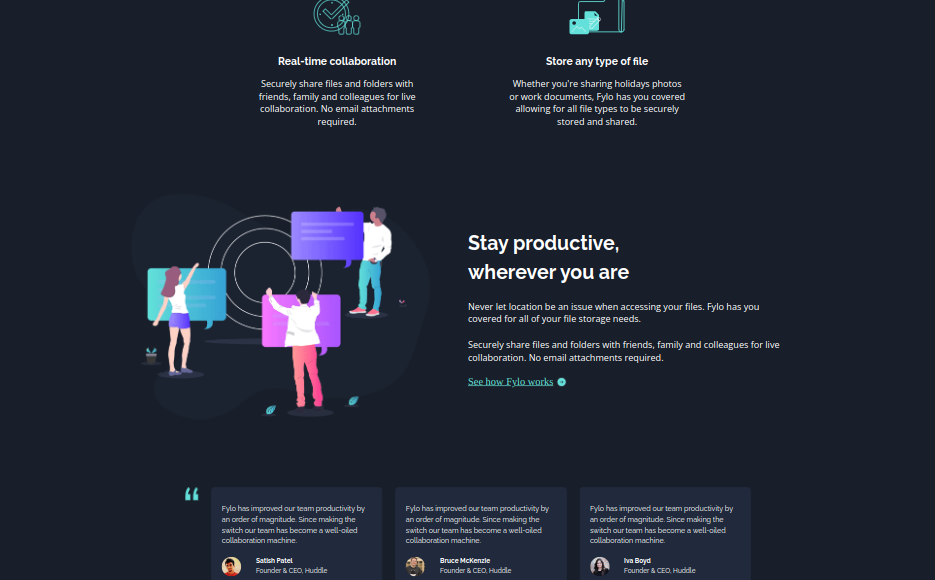 Real-time collaboration
Securely share files and folders with
friends, family and colleagues for live
collaboration. No email attachments
required.
Store any type of file
Whether you're sharing holidays photos
or work documents, Fylo has you covered
allowing for all file types to be securely
stored and shared.
Stay productive,
wherever you are
Never let location be an issue when accessing your files. Fylo has you
covered for all of your file storage needs.
Securely share files and folders with friends, family and colleagues for live
collaboration. No email attachments required.
See how Fylo works
“
Fylo has improved our team productivity by
an order of magnitude. Since making the
switch our team has become a well-oiled
collaboration machine.
Satish Patel
Founder & CEO, Huddle
Fylo has improved our team productivity by
an order of magnitude. Since making the
switch our team has become a well-oiled
collaboration machine.
Bruce McKenzie
Founder & CEO, Huddle
Fylo has improved our team productivity by
an order of magnitude. Since making the
switch our team has become a well-oiled
collaboration machine.
Iva Boyd
Founder & CEO, Huddle